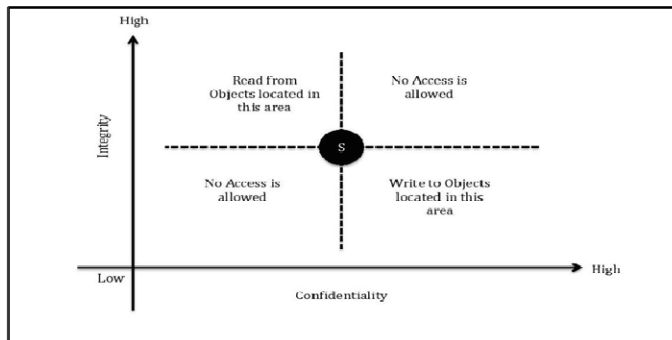 High
Read from
Objects located in
this area
No Access is
allowed
Integrity
S
No Access is
allowed
Write to Objects
located in this
area
Low
High
Confidentiality